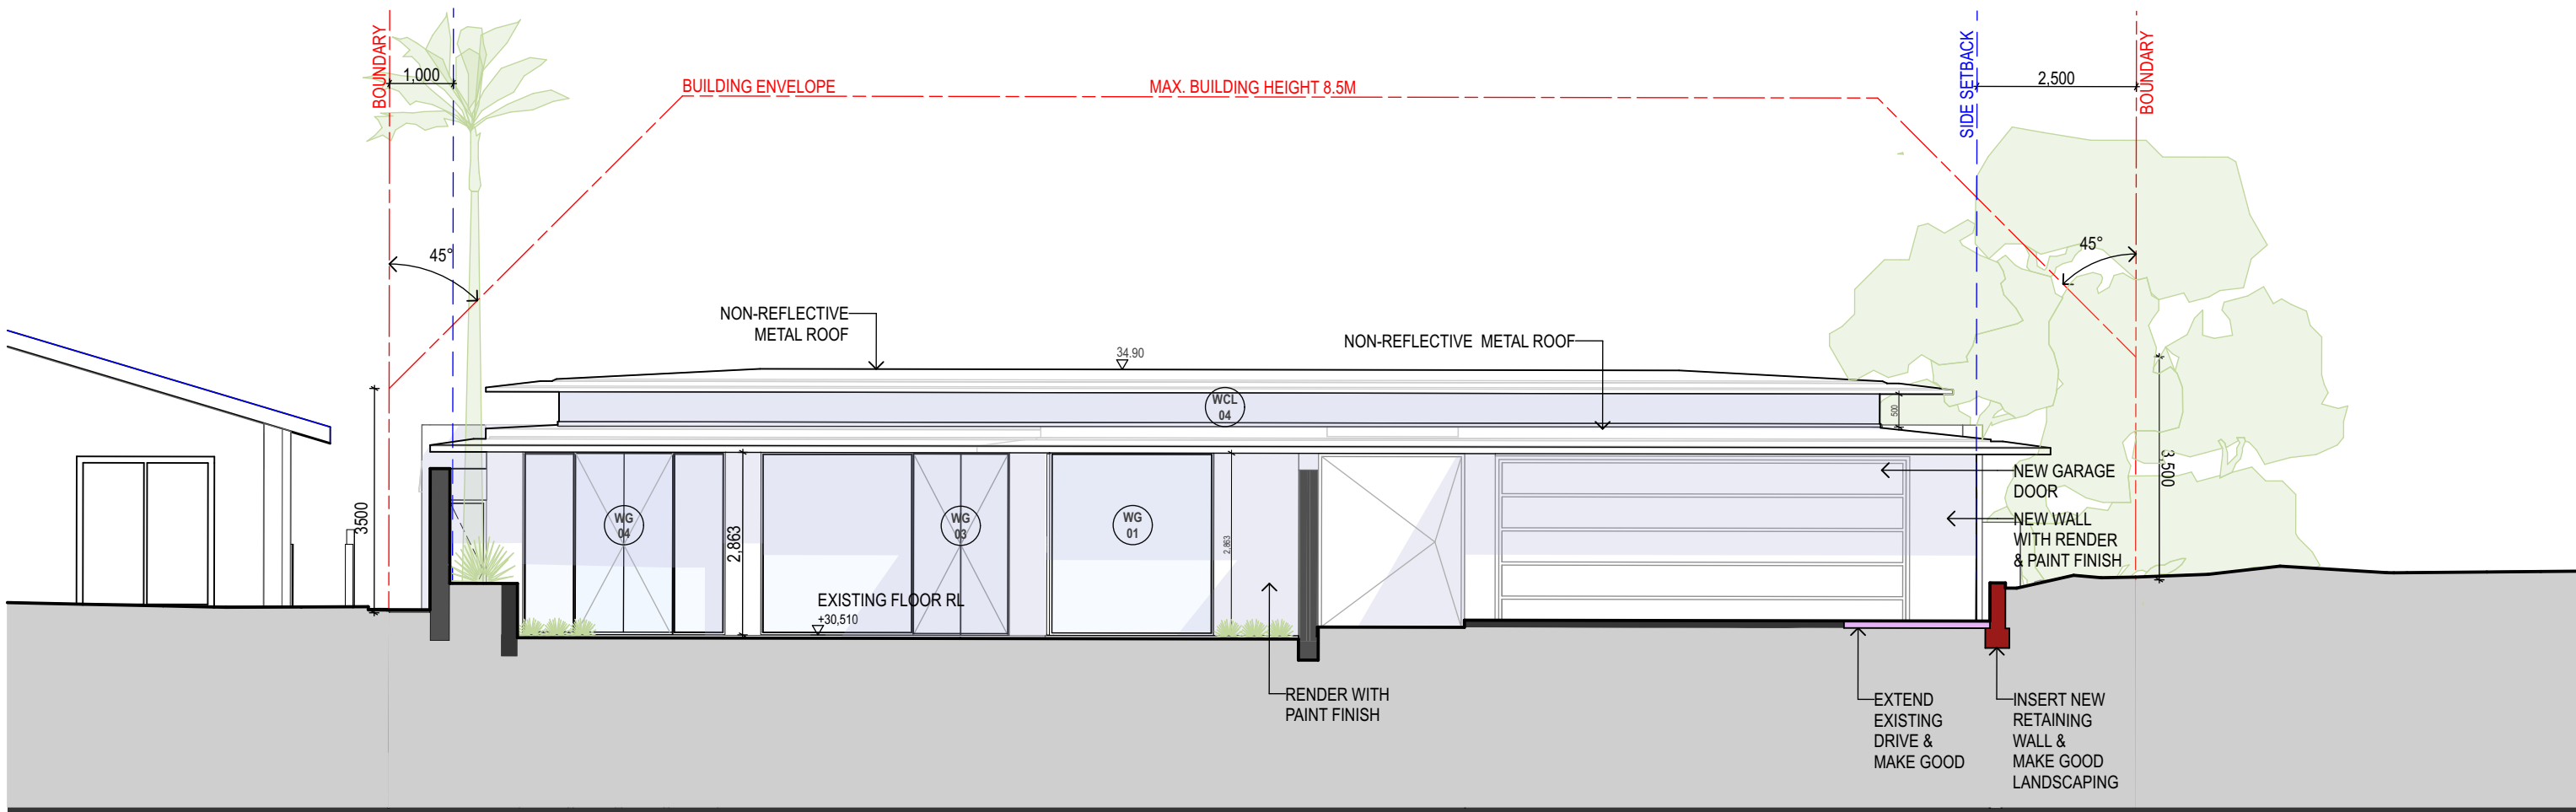 BOUNDARY
1,000
BUILDING ENVELOPE
MAX. BUILDING HEIGHT 8.5M
SIDE SETBACK
2,500
BOUNDARY
45°
45°
NON-REFLECTIVE
METAL ROOF
34.90
NON-REFLECTIVE METAL ROOF
WCL
04
500
3500
WG
04
2,863
WG
03
WG
01
2,863
EXISTING FLOOR RL
+30,510
NEW GARAGE
DOOR
NEW WALL
WITH RENDER
& PAINT FINISH
3,500
RENDER WITH
PAINT FINISH
EXTEND
EXISTING
DRIVE &
MAKE GOOD
INSERT NEW
RETAINING
WALL &
MAKE GOOD
LANDSCAPING